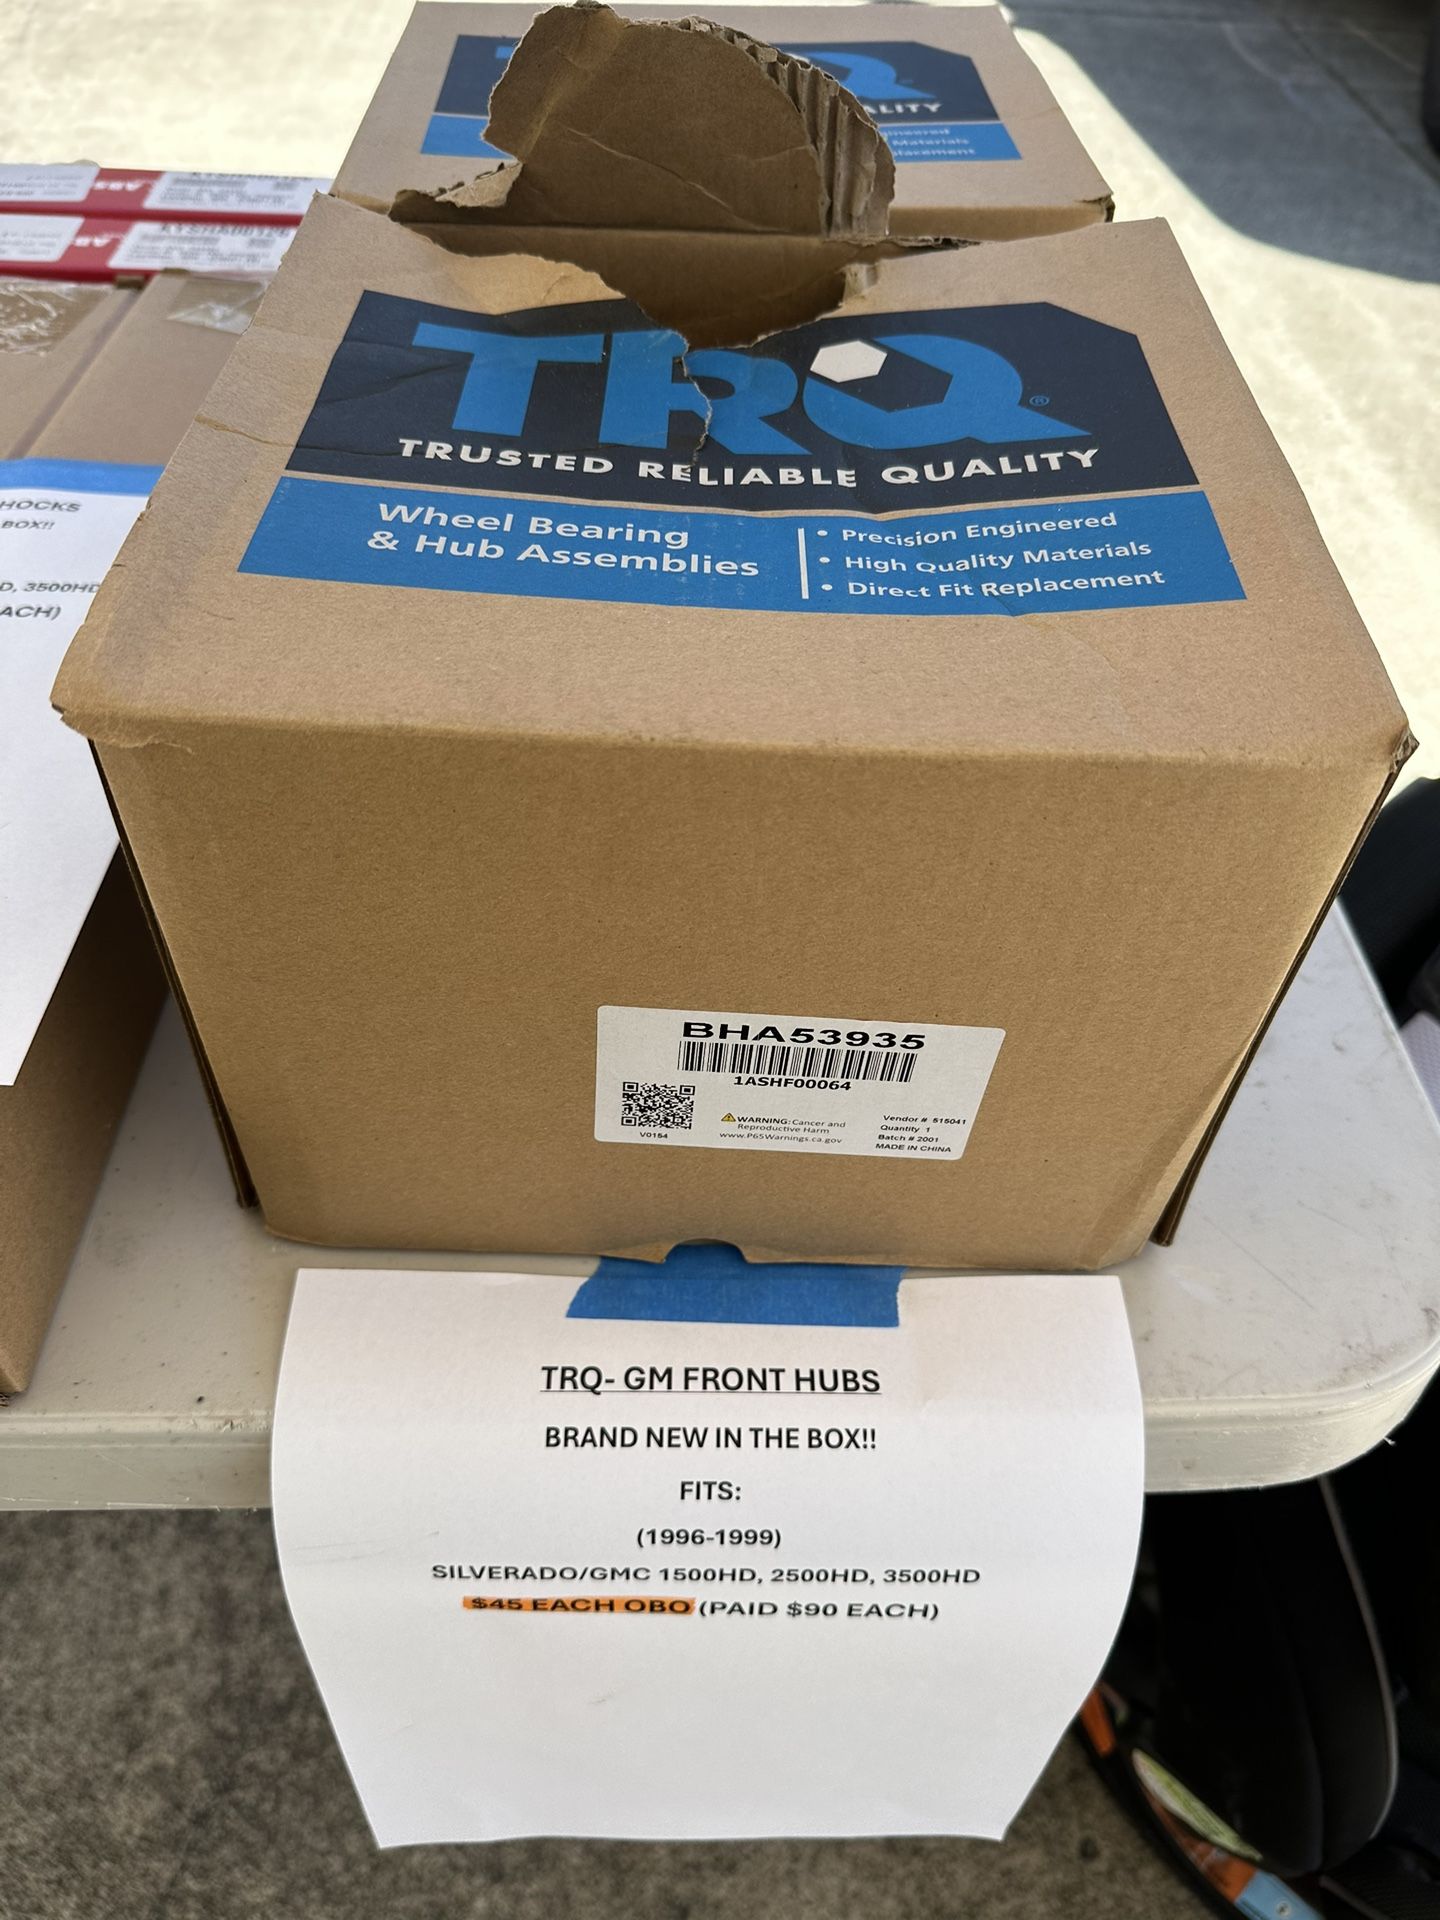 ALITY
HOCKS
BOX!!
D, 3500HD
ACH)
TRQ®
TRUSTED RELIABLE QUALITY
Wheel Bearing
& Hub Assemblies
• Precision Engineered
• High Quality Materials
• Direct Fit Replacement
BHA53935
1ASHF00064
V0154
WARNING: Cancer and
Reproductive Harm
www.P65Warnings.ca.gov
Vendor # 515041
Quantity 1
Batch # 2001
MADE IN CHINA
TRQ- GM FRONT HUBS
BRAND NEW IN THE BOX!!
FITS:
(1996-1999)
SILVERADO/GMC 1500HD, 2500HD, 3500HD
$45 EACH OBO (PAID $90 EACH)